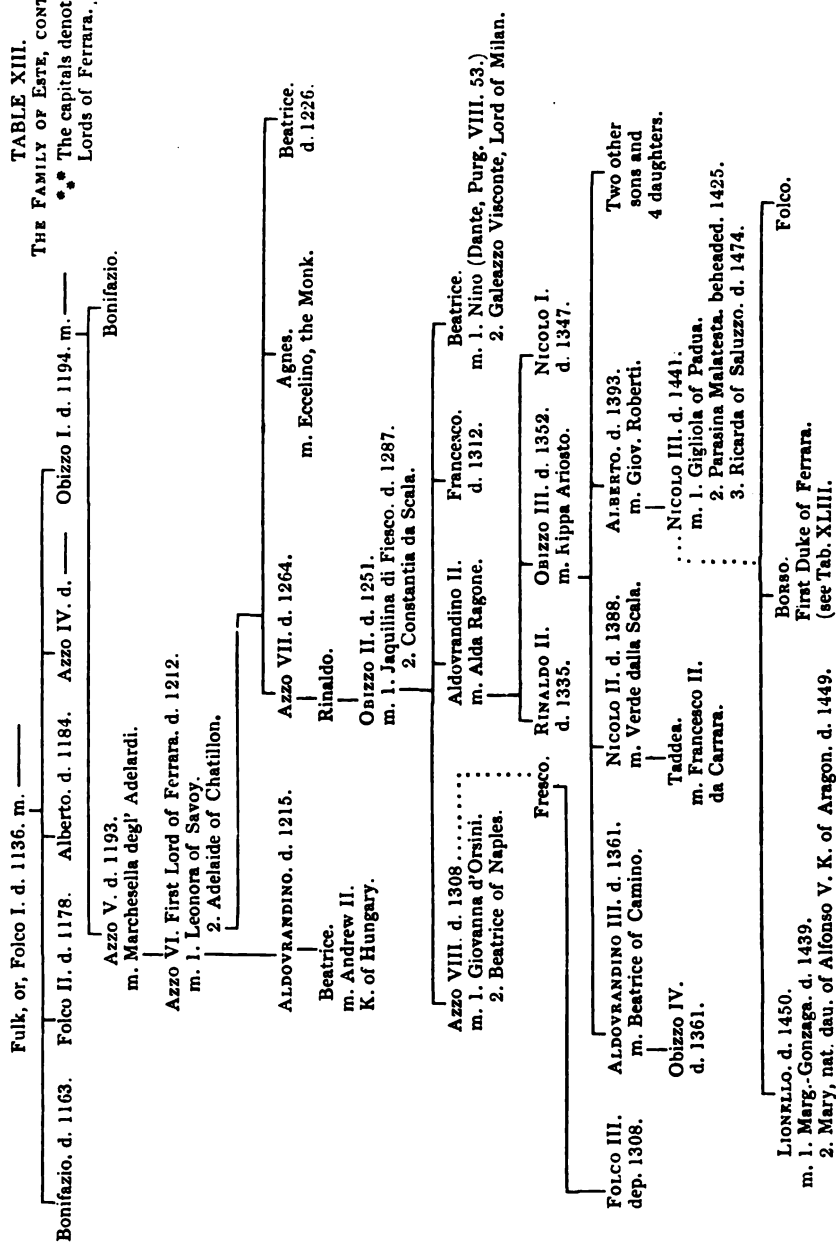 TABLE XIII.
THE FAMILY OF ESTE, CONT
*** The capitals denot
Lords of Ferrara.
Fulk, or, Folco I. d. 1136. m. ——
Bonifazio. d. 1163. Folco II. d. 1178. Alberto. d. 1184. Azzo IV. d. —— Obizzo I. d. 1194. m. ——
Azzo V. d. 1193.
m. Marchesella degl' Adelardi.
Bonifazio.
Azzo VI. First Lord of Ferrara. d. 1212.
m. 1. Leonora of Savoy.
2. Adelaide of Chatillon.
ALDOVRANDINO. d. 1215.
Azzo VII. d. 1264.
Agnes.
m. Eccelino, the Monk.
Beatrice.
d. 1226.
Beatrice.
m. Andrew II.
K. of Hungary.
Rinaldo.
OBIZZO II. d. 1251.
m. 1. Jaquilina di Fiesco. d. 1287.
2. Constantia da Scala.
Azzo VIII. d. 1308
m. 1. Giovanna d'Orsini.
2. Beatrice of Naples.
Aldovrandino II.
m. Alda Ragone.
Francesco.
d. 1312.
Beatrice.
m. 1. Nino (Dante, Purg. VIII. 53.)
2. Galeazzo Visconte, Lord of Milan.
Fresco.
RINALDO II.
d. 1335.
OBIZZO III. d. 1352.
m. Rippa Ariosto.
NICOLO I.
d. 1347.
FOLCO III.
dep. 1308.
ALDOVRANDINO III. d. 1361.
m. Beatrice of Camino.
NICOLO II. d. 1388.
m. Verde dalla Scala.
ALBERTO. d. 1393.
m. Giov. Roberti.
Two other
sons and
4 daughters.
Obizzo IV.
d. 1361.
Taddea.
m. Francesco II.
da Carrara.
NICOLO III. d. 1441.
m. 1. Gigliola of Padua.
2. Parasina Malatesta. beheaded. 1425.
3. Ricarda of Saluzzo. d. 1474.
LIONELLO. d. 1450.
m. 1. Marg.-Gonzaga. d. 1439.
2. Mary, nat. dau. of Alfonso V. K. of Aragon. d. 1449.
BORSO.
First Duke of Ferrara.
(see Tab. XLIII.
Folco.